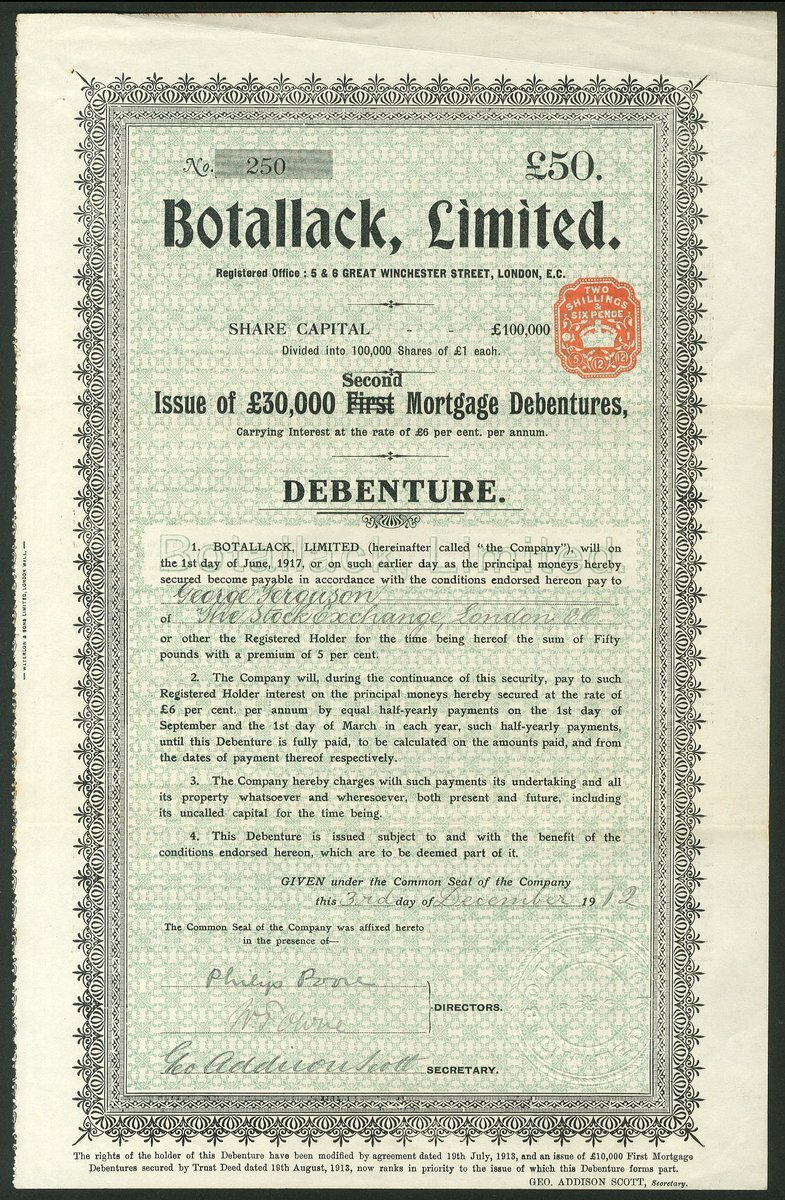 No. 250
£50.
Botallack, Limited.
Registered Office : 5 & 6 GREAT WINCHESTER STREET, LONDON, E.C.
TWO
SHILLINGS
&
SIX PENCE
5 12 12
SHARE CAPITAL - - £100,000
Divided into 100,000 Shares of £1 each.
Second
Issue of £30,000 First Mortgage Debentures,
Carrying Interest at the rate of £6 per cent. per annum.
DEBENTURE.
Botallack Limited
1. BOTALLACK, LIMITED (hereinafter called "the Company"), will on
the 1st day of June, 1917, or on such earlier day as the principal moneys hereby
secured become payable in accordance with the conditions endorsed hereon pay to
George Ferguson
of The Stock Exchange, London
or other the Registered Holder for the time being hereof the sum of Fifty
pounds with a premium of 5 per cent.
2. The Company will, during the continuance of this security, pay to such
Registered Holder interest on the principal moneys hereby secured at the rate of
£6 per cent. per annum by equal half-yearly payments on the 1st day of
September and the 1st day of March in each year, such half-yearly payments,
until this Debenture is fully paid, to be calculated on the amounts paid, and from
the dates of payment thereof respectively.
3. The Company hereby charges with such payments its undertaking and all
its property whatsoever and wheresoever, both present and future, including
its uncalled capital for the time being.
4. This Debenture is issued subject to and with the benefit of the
conditions endorsed hereon, which are to be deemed part of it.
GIVEN under the Common Seal of the Company
this 3rd day of December 1912
The Common Seal of the Company was affixed hereto
in the presence of—
DIRECTORS.
Geo Addison Scott SECRETARY.
The rights of the holder of this Debenture have been modified by agreement dated 19th July, 1913, and an issue of £10,000 First Mortgage
Debentures secured by Trust Deed dated 19th August, 1913, now ranks in priority to the issue of which this Debenture forms part.
GEO. ADDISON SCOTT, Secretary.
— WATERLOW & SONS LIMITED, LONDON WALL. —